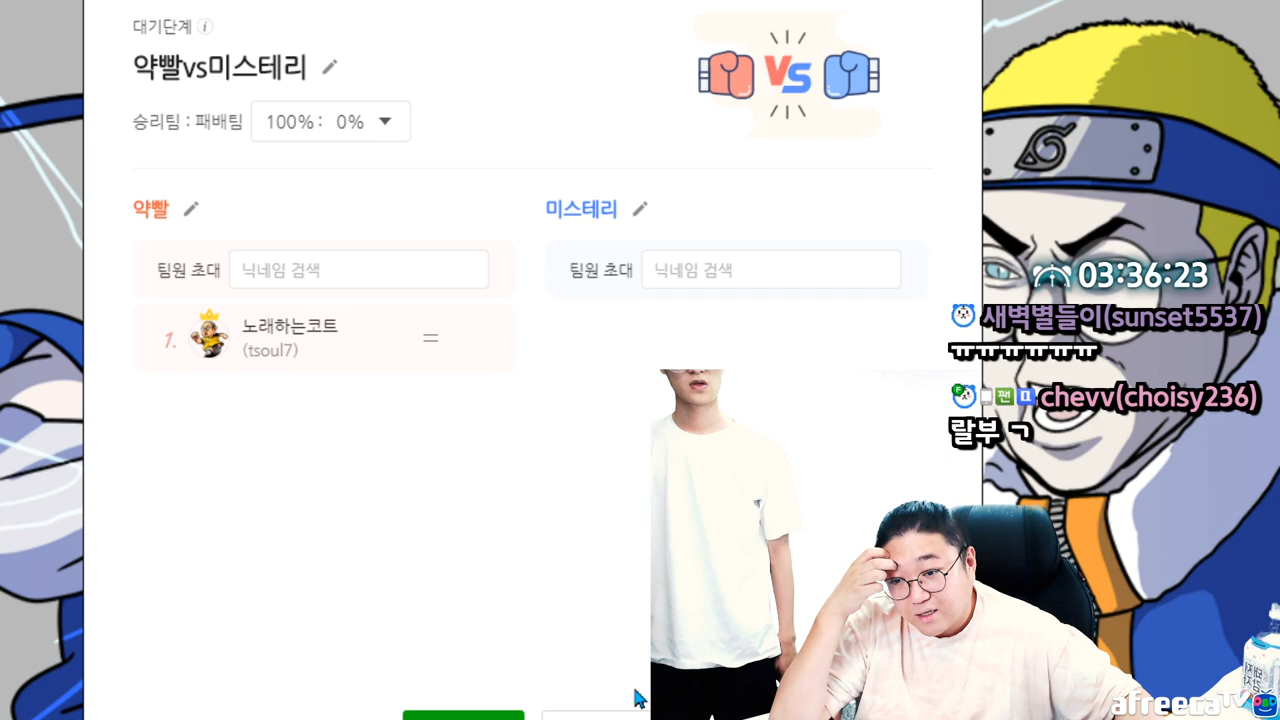 대기단계
약빨vs미스테리
승리팀 : 패배팀 100% : 0%
VS
약빨
미스테리
팀원 초대 닉네임 검색
팀원 초대 닉네임 검색
1. 노래하는코트
(tsoul7)
03:36:23
새벽별들이(sunset5537)
ㅠㅠㅠㅠㅠㅠ
팬 chevv(choisy236)
랄부 ㄱ
afreecaTV